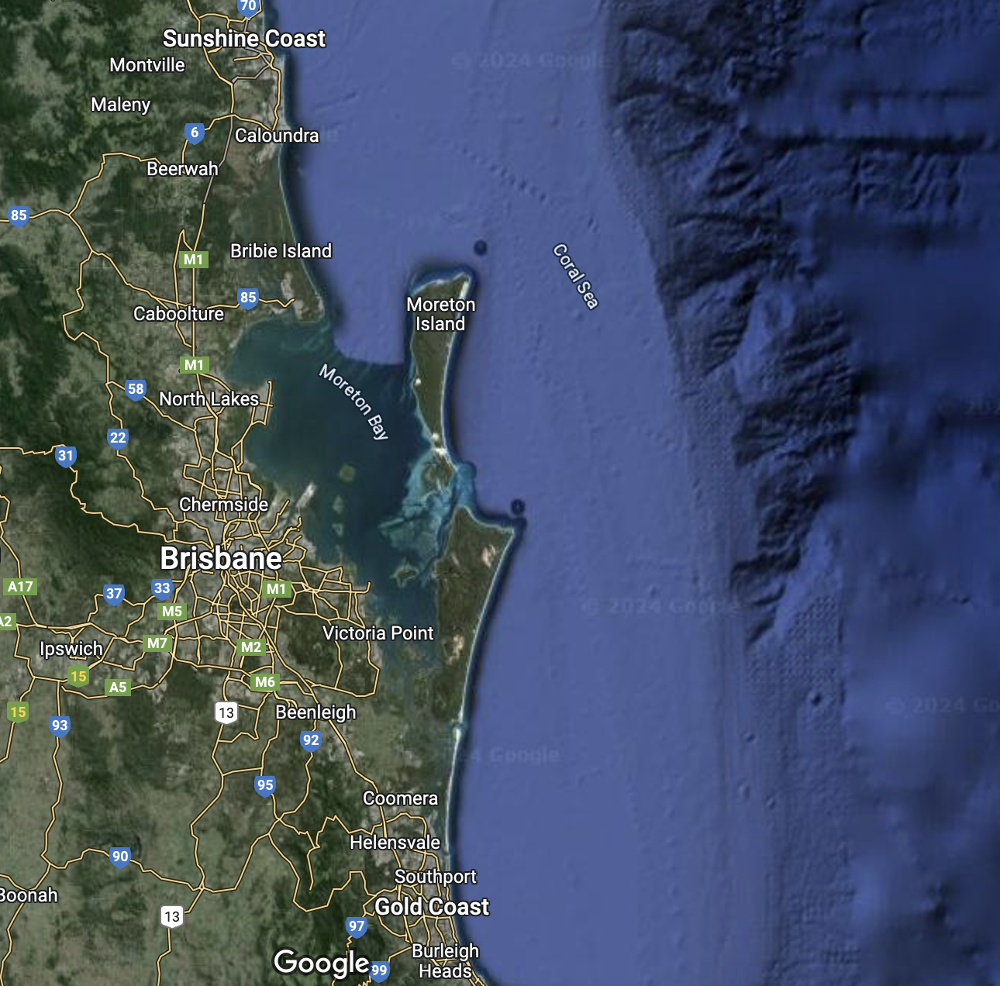 70
Sunshine Coast
© 2024 Google
Montville
Maleny
6
Caloundra
Beerwah
85
Bribie Island
M1
Coral Sea
85
Moreton
Island
Caboolture
M1
Moreton Bay
58
North Lakes
22
31
Chermside
Brisbane
A17
37
33
M1
© 2024 Google
M5
A2
Victoria Point
Ipswich
M7
M2
15
A5
M6
15
13
Beenleigh
© 2024 Go
93
92
4 Google
95
Coomera
Helensvale
90
Southport
Boonah
Gold Coast
13
97
Burleigh
Heads
Google
99